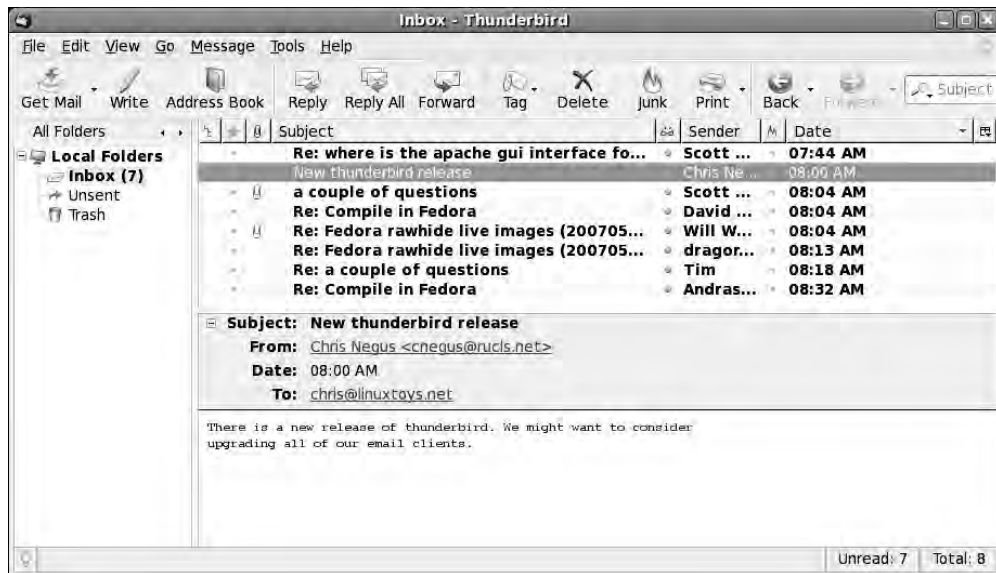 Inbox - Thunderbird
File Edit View Go Message Tools Help
Get Mail Write Address Book Reply Reply All Forward Tag Delete Junk Print Back Forward Subject
All Folders Subject Sender Date
Local Folders
Inbox (7)
Unsent
Trash
Re: where is the apache gui interface fo... Scott ... 07:44 AM
New thunderbird release Chris Ne... 08:00 AM
a couple of questions Scott ... 08:04 AM
Re: Compile in Fedora David ... 08:04 AM
Re: Fedora rawhide live images (200705... Will W... 08:04 AM
Re: Fedora rawhide live images (200705... dragor... 08:13 AM
Re: a couple of questions Tim 08:18 AM
Re: Compile in Fedora Andras... 08:32 AM
Subject: New thunderbird release
From: Chris Negus <cnegus@rucls.net>
Date: 08:00 AM
To: chris@linuxtoys.net
There is a new release of thunderbird. We might want to consider
upgrading all of our email clients.
Unread: 7 Total: 8